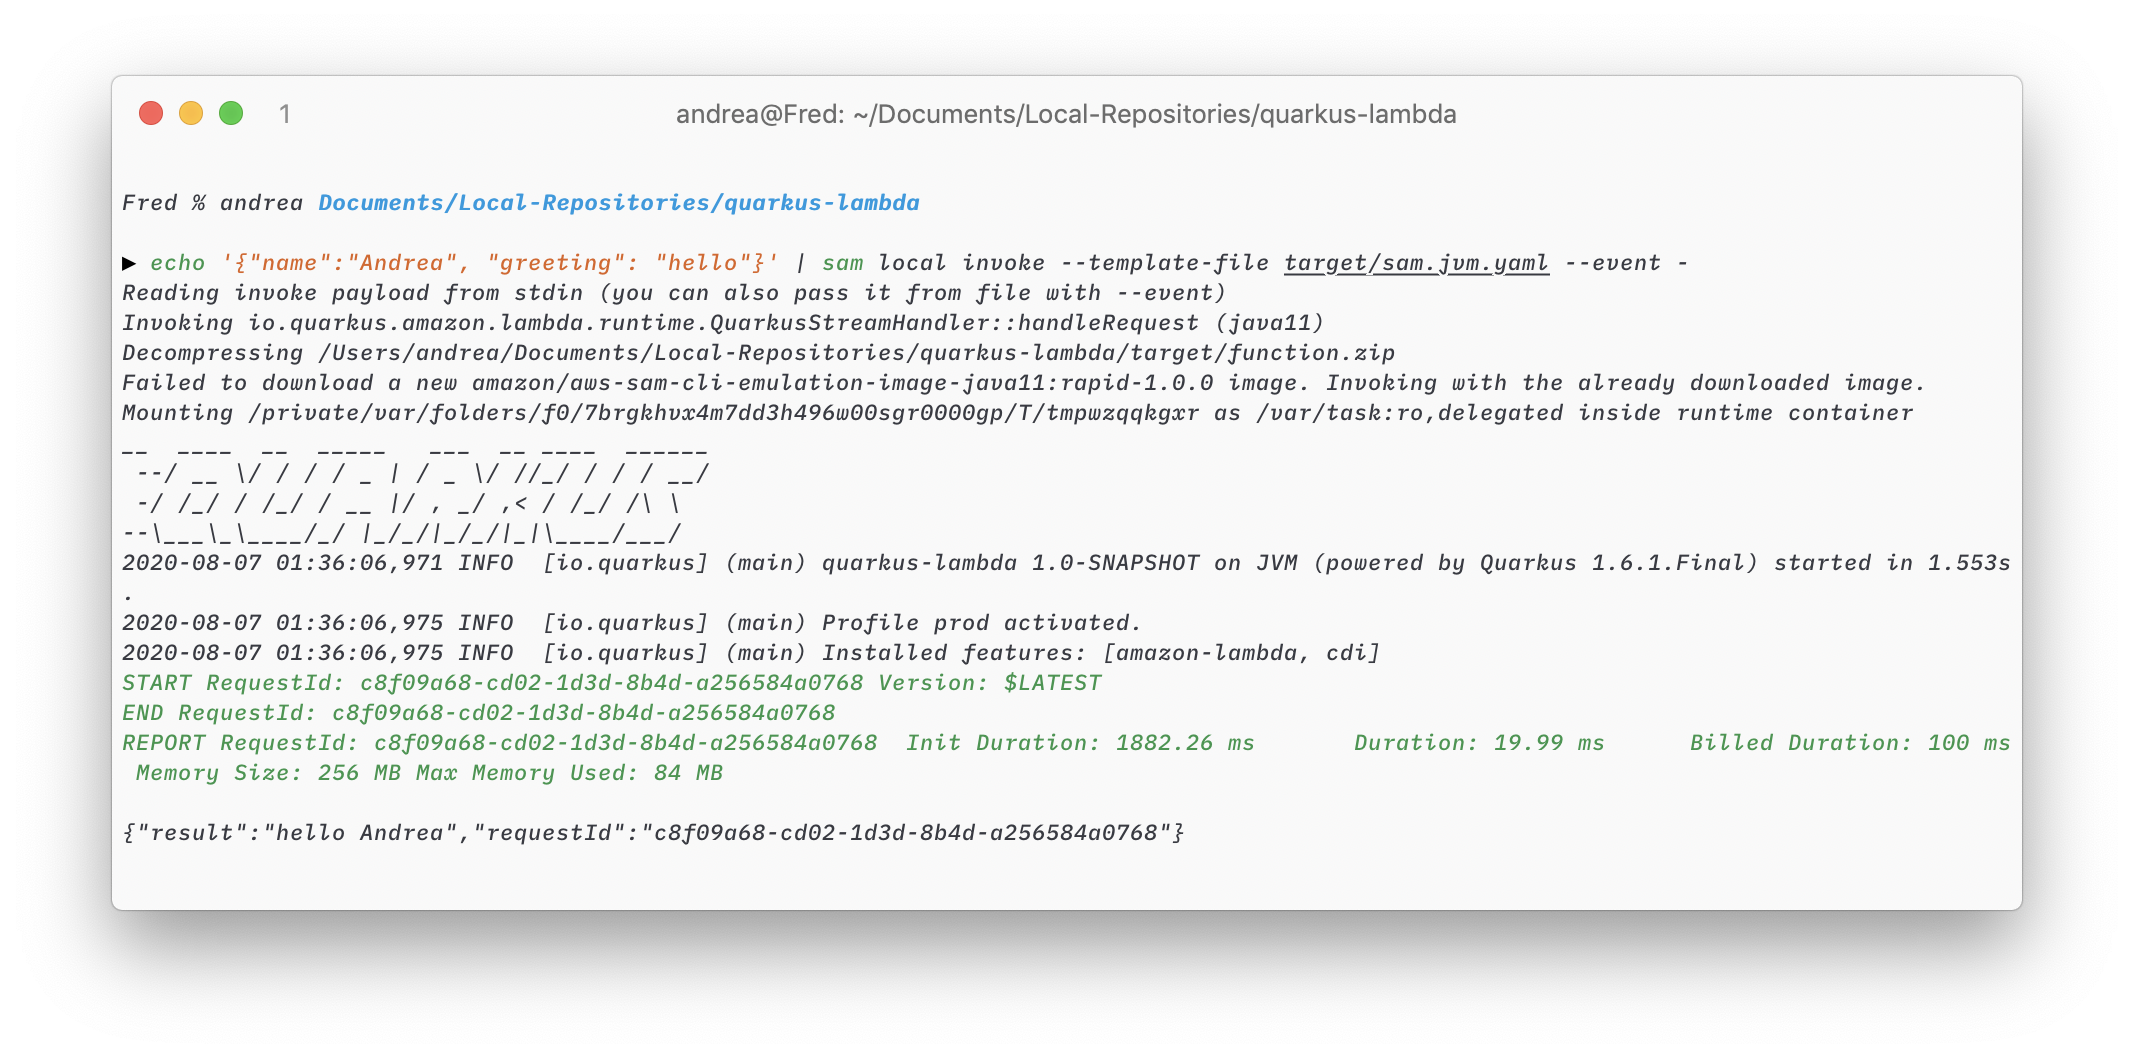 1 andrea@Fred: ~/Documents/Local-Repositories/quarkus-lambda
Fred % andrea Documents/Local-Repositories/quarkus-lambda
▶ echo '{"name":"Andrea", "greeting": "hello"}' | sam local invoke --template-file target/sam.jvm.yaml --event -
Reading invoke payload from stdin (you can also pass it from file with --event)
Invoking io.quarkus.amazon.lambda.runtime.QuarkusStreamHandler::handleRequest (java11)
Decompressing /Users/andrea/Documents/Local-Repositories/quarkus-lambda/target/function.zip
Failed to download a new amazon/aws-sam-cli-emulation-image-java11:rapid-1.0.0 image. Invoking with the already downloaded image.
Mounting /private/var/folders/f0/7brgkhvx4m7dd3h496w00sgr0000gp/T/tmpwzqqkgxr as /var/task:ro,delegated inside runtime container
__  ____  __  _____   ___  __ ____  ______
 --/ __ \/ / / / _ | / _ \/ //_/ / / / __/
 -/ /_/ / /_/ / __ |/ , _/ ,< / /_/ /\ \
--\___\_\____/_/ |_/_/|_/_/|_|\____/___/
2020-08-07 01:36:06,971 INFO  [io.quarkus] (main) quarkus-lambda 1.0-SNAPSHOT on JVM (powered by Quarkus 1.6.1.Final) started in 1.553s
.
2020-08-07 01:36:06,975 INFO  [io.quarkus] (main) Profile prod activated.
2020-08-07 01:36:06,975 INFO  [io.quarkus] (main) Installed features: [amazon-lambda, cdi]
START RequestId: c8f09a68-cd02-1d3d-8b4d-a256584a0768 Version: $LATEST
END RequestId: c8f09a68-cd02-1d3d-8b4d-a256584a0768
REPORT RequestId: c8f09a68-cd02-1d3d-8b4d-a256584a0768  Init Duration: 1882.26 ms       Duration: 19.99 ms      Billed Duration: 100 ms
 Memory Size: 256 MB Max Memory Used: 84 MB
{"result":"hello Andrea","requestId":"c8f09a68-cd02-1d3d-8b4d-a256584a0768"}